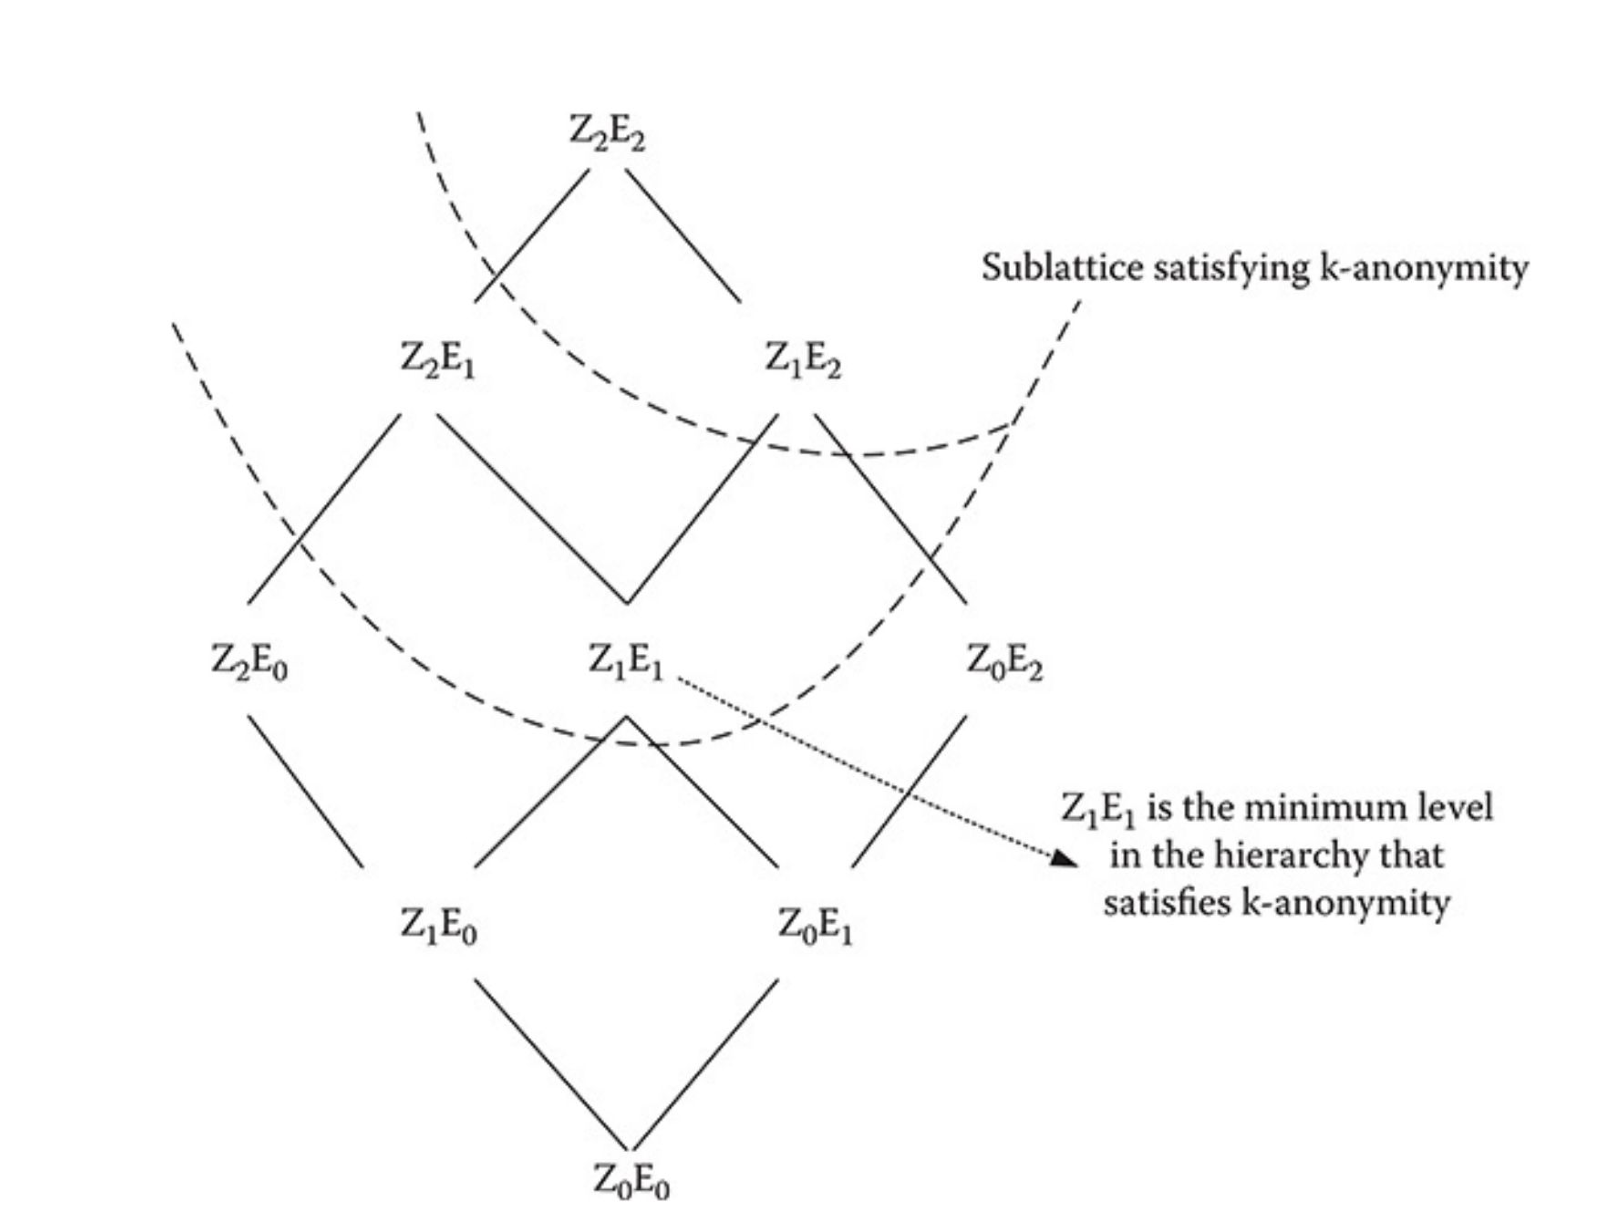 Z₂E₂
Sublattice satisfying k-anonymity
Z₂E₁
Z₁E₂
Z₂E₀
Z₁E₁
Z₀E₂
Z₁E₁ is the minimum level
in the hierarchy that
satisfies k-anonymity
Z₁E₀
Z₀E₁
Z₀E₀